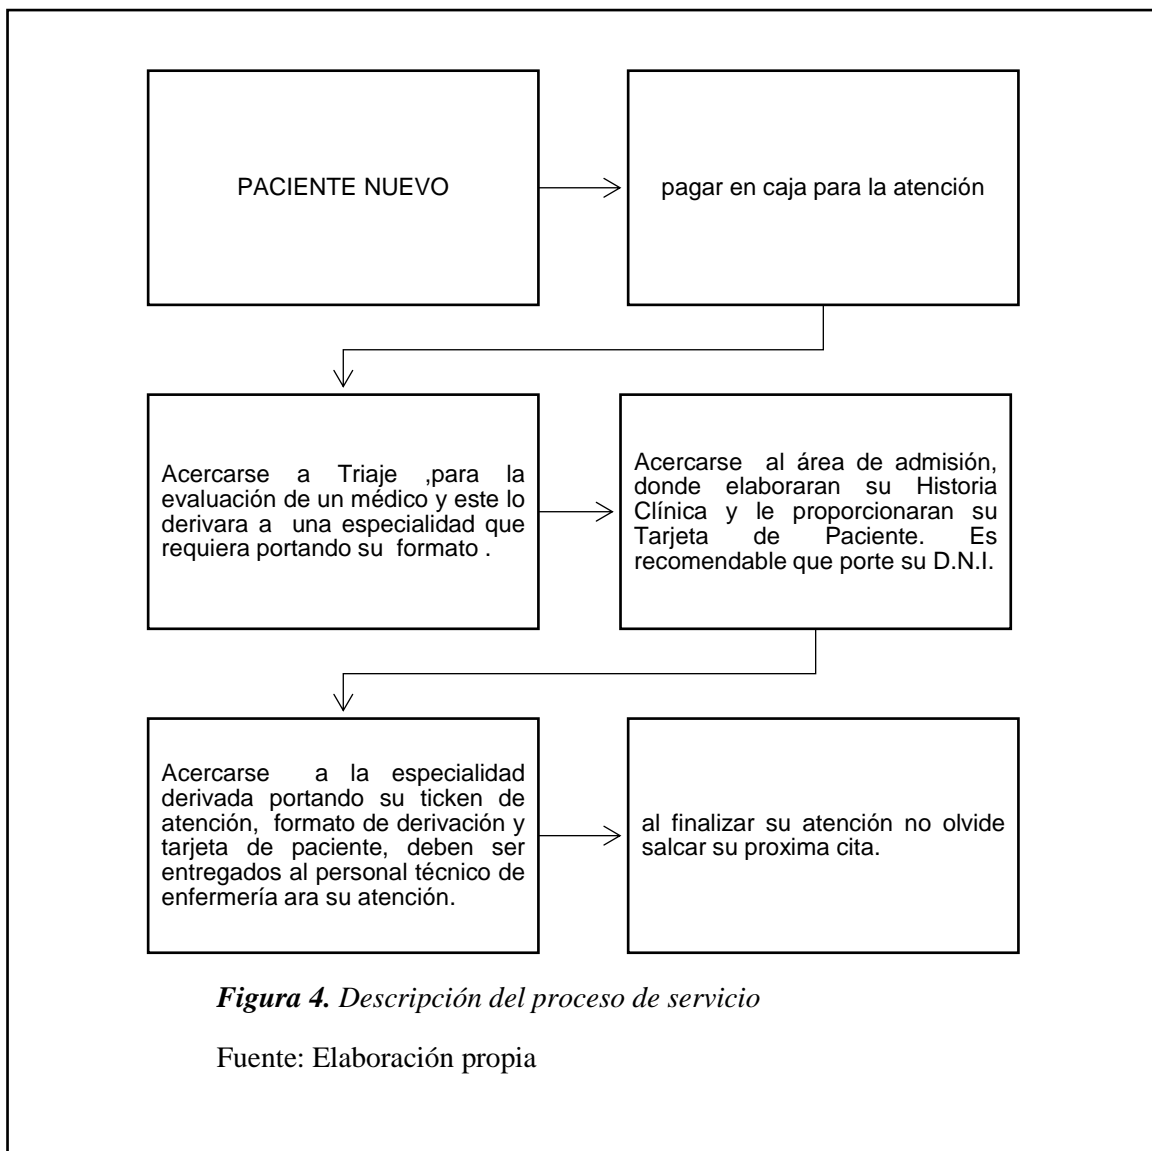 PACIENTE NUEVO
pagar en caja para la atención
Acercarse a Triaje ,para la
evaluación de un médico y este lo
derivara a una especialidad que
requiera portando su formato .
Acercarse al área de admisión,
donde elaboraran su Historia
Clínica y le proporcionaran su
Tarjeta de Paciente. Es
recomendable que porte su D.N.I.
Acercarse a la especialidad
derivada portando su ticken de
atención, formato de derivación y
tarjeta de paciente, deben ser
entregados al personal técnico de
enfermería ara su atención.
al finalizar su atención no olvide
salcar su proxima cita.
Figura 4. Descripción del proceso de servicio
Fuente: Elaboración propia